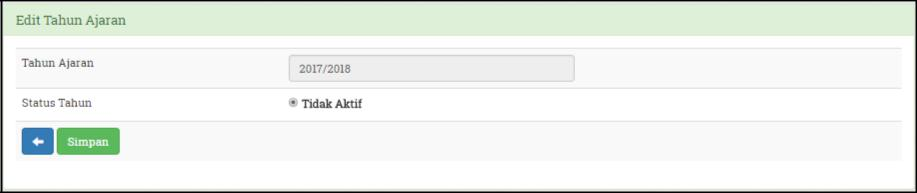 Edit Tahun Ajaran
Tahun Ajaran
2017/2018
Status Tahun
Tidak Aktif
Simpan